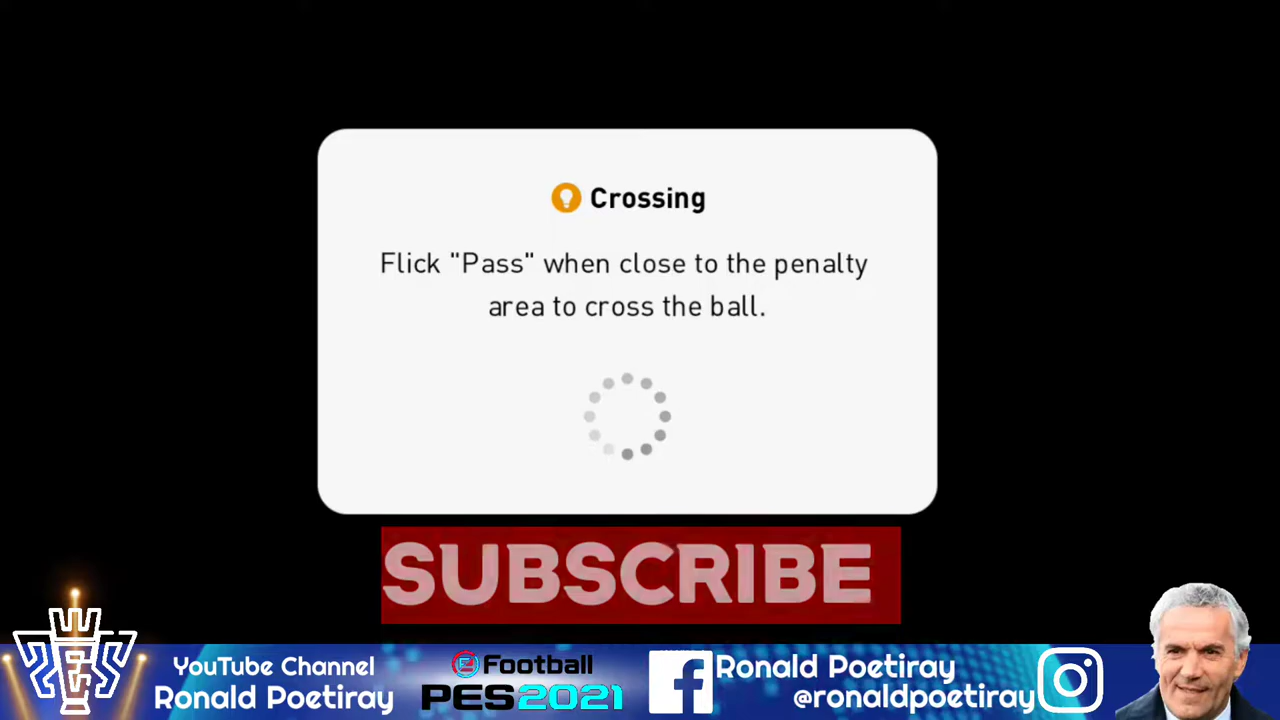 Crossing
Flick "Pass" when close to the penalty
area to cross the ball.
SUBSCRIBE
YouTube Channel
Ronald Poetiray
eFootball
PES2021
Ronald Poetiray
@ronaldpoetiray